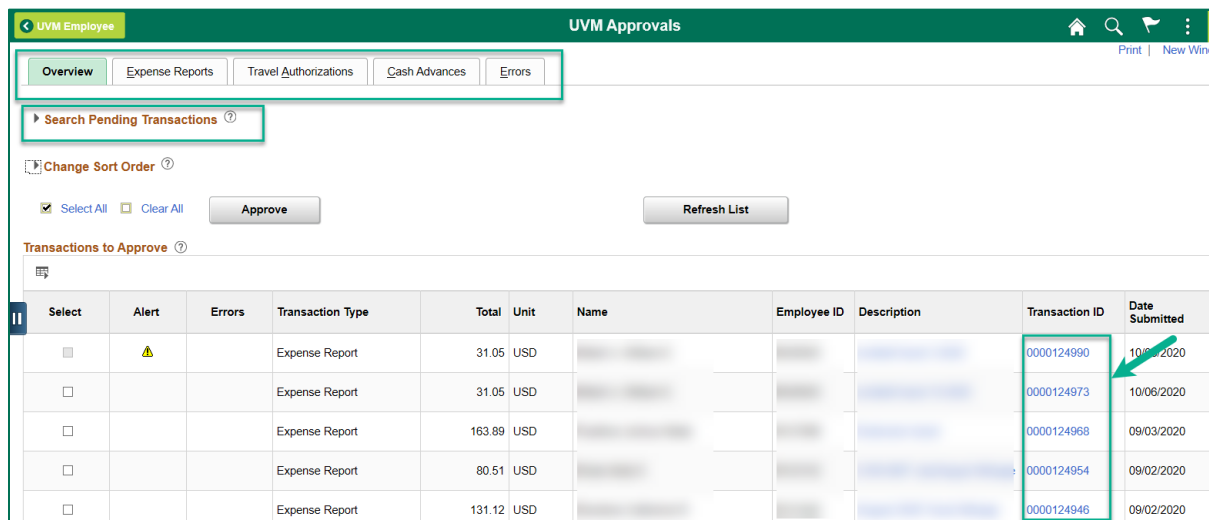 UVM Employee
UVM Approvals
Print | New Win
Overview Expense Reports Travel Authorizations Cash Advances Errors
Search Pending Transactions
Change Sort Order
Select All Clear All Approve Refresh List
Transactions to Approve
Select Alert Errors Transaction Type Total Unit Name Employee ID Description Transaction ID Date Submitted
Expense Report 31.05 USD 0000124990 2020
Expense Report 31.05 USD 0000124973 10/06/2020
Expense Report 163.89 USD 0000124968 09/03/2020
Expense Report 80.51 USD 0000124954 09/02/2020
Expense Report 131.12 USD 0000124946 09/02/2020